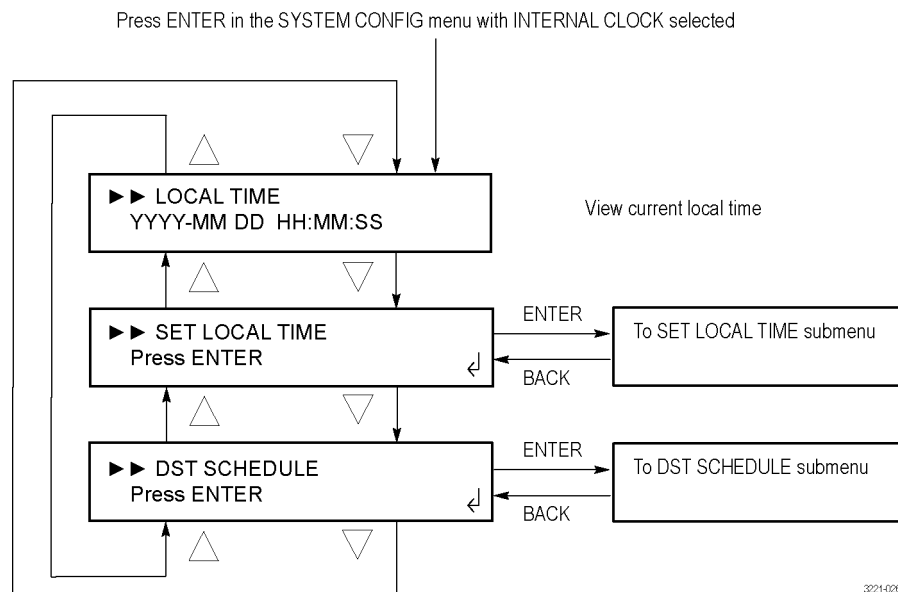 Press ENTER in the SYSTEM CONFIG menu with INTERNAL CLOCK selected
►► LOCAL TIME
YYYY-MM DD HH:MM:SS
View current local time
►► SET LOCAL TIME
Press ENTER
ENTER
BACK
To SET LOCAL TIME submenu
►► DST SCHEDULE
Press ENTER
ENTER
BACK
To DST SCHEDULE submenu
3221-026